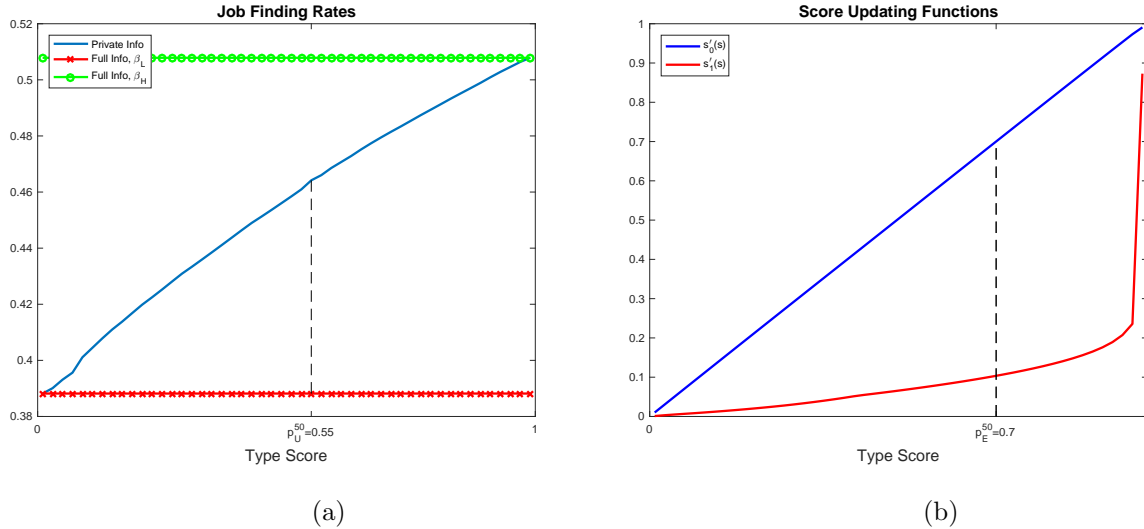 Job Finding Rates
0.52
0.5
0.48
0.46
0.44
0.42
0.4
0.38
Private Info
Full Info, β_L
Full Info, β_H
0
p_U^50=0.55
1
Type Score
(a)
Score Updating Functions
1
0.9
0.8
0.7
0.6
0.5
0.4
0.3
0.2
0.1
0
s'_0(s)
s'_1(s)
0
p_E^50=0.7
Type Score
(b)